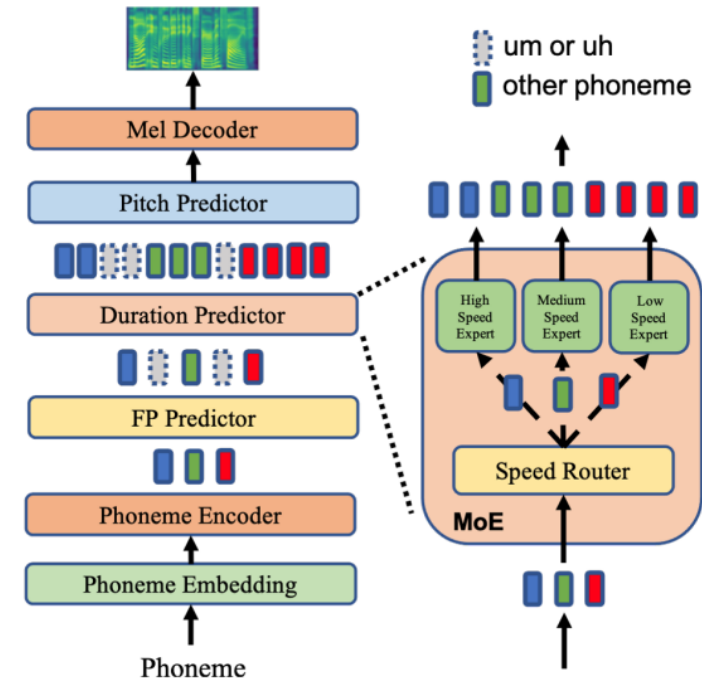 um or uh
other phoneme
Mel Decoder
Pitch Predictor
Duration Predictor
FP Predictor
Phoneme Encoder
Phoneme Embedding
Phoneme
High
Speed
Expert
Medium
Speed
Expert
Low
Speed
Expert
Speed Router
MoE